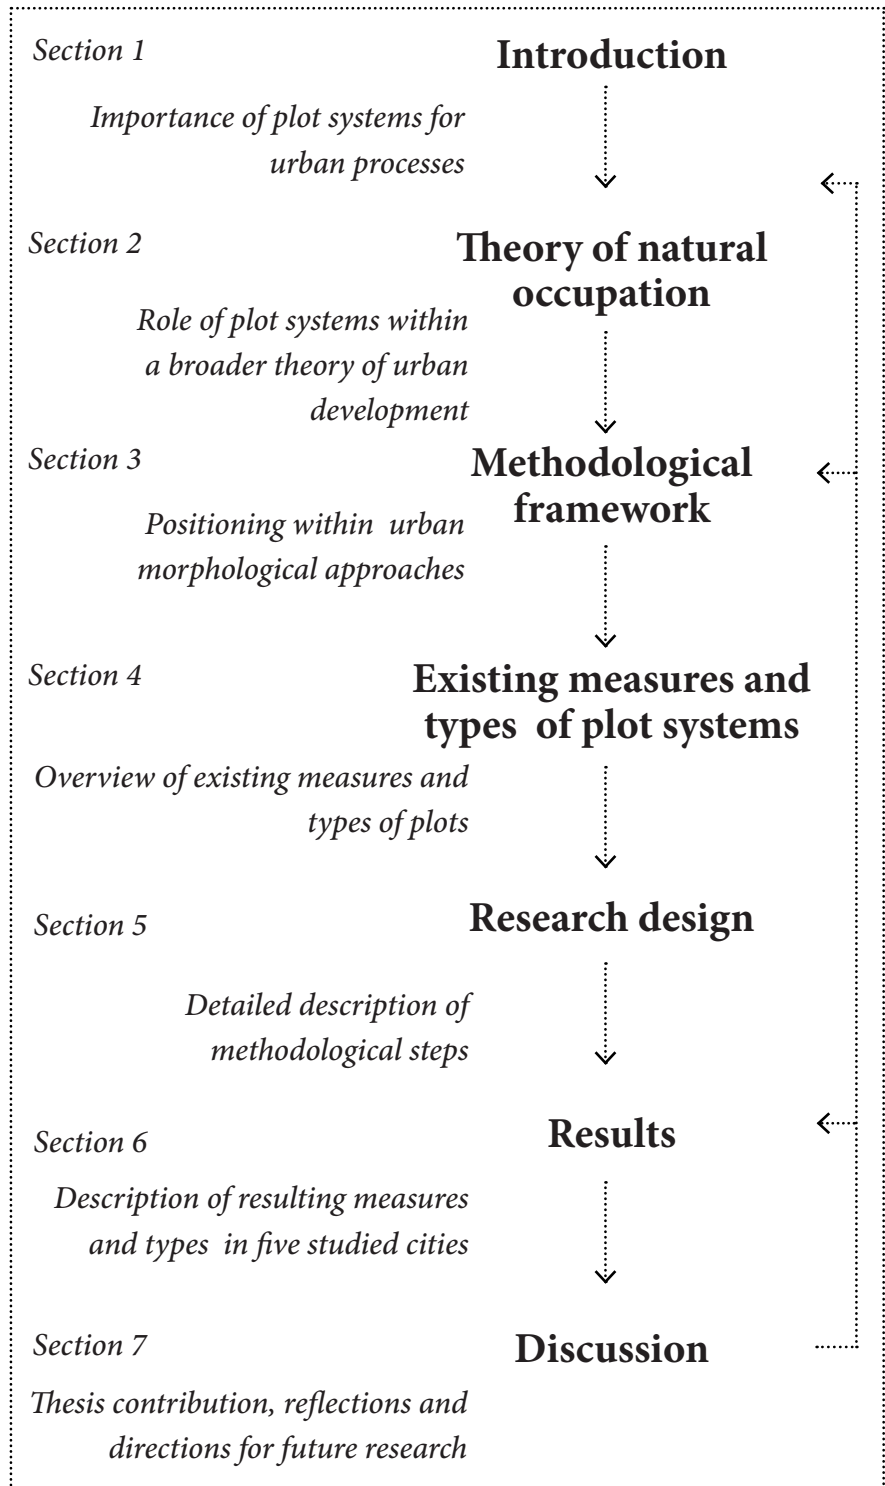 Section 1
Introduction
Importance of plot systems for
urban processes
Section 2
Theory of natural
occupation
Role of plot systems within
a broader theory of urban
development
Section 3
Methodological
framework
Positioning within urban
morphological approaches
Section 4
Existing measures and
types of plot systems
Overview of existing measures and
types of plots
Section 5
Research design
Detailed description of
methodological steps
Section 6
Results
Description of resulting measures
and types in five studied cities
Section 7
Discussion
Thesis contribution, reflections and
directions for future research